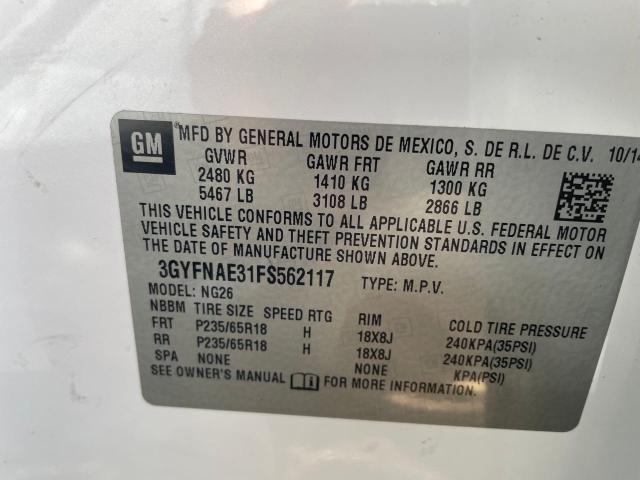 GM
MFD BY GENERAL MOTORS DE MEXICO, S. DE R.L. DE C.V. 10/14
GVWR GAWR FRT GAWR RR
2480 KG 1410 KG 1300 KG
5467 LB 3108 LB 2866 LB
THIS VEHICLE CONFORMS TO ALL APPLICABLE U.S. FEDERAL MOTOR
VEHICLE SAFETY AND THEFT PREVENTION STANDARDS IN EFFECT ON
THE DATE OF MANUFACTURE SHOWN ABOVE.
3GYFNAE31FS562117 TYPE: M.P.V.
MODEL: NG26
NBBM TIRE SIZE SPEED RTG RIM COLD TIRE PRESSURE
FRT P235/65R18 H 18X8J 240KPA(35PSI)
RR P235/65R18 H 18X8J 240KPA(35PSI)
SPA NONE NONE KPA(PSI)
SEE OWNER'S MANUAL FOR MORE INFORMATION.